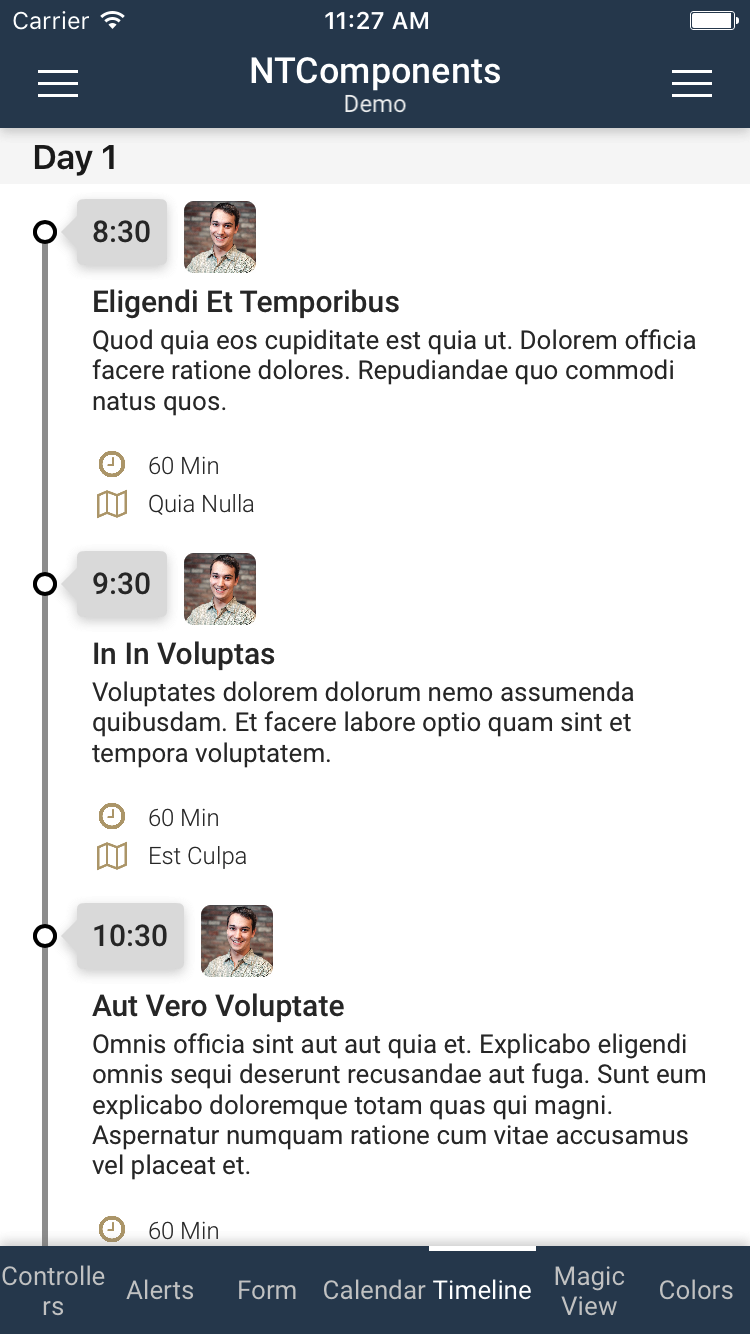 Carrier 11:27 AM
NTComponents
Demo
Day 1
8:30
Eligendi Et Temporibus
Quod quia eos cupiditate est quia ut. Dolorem officia
facere ratione dolores. Repudiandae quo commodi
natus quos.
60 Min
Quia Nulla
9:30
In In Voluptas
Voluptates dolorem dolorum nemo assumenda
quibusdam. Et facere labore optio quam sint et
tempora voluptatem.
60 Min
Est Culpa
10:30
Aut Vero Voluptate
Omnis officia sint aut aut quia et. Explicabo eligendi
omnis sequi deserunt recusandae aut fuga. Sunt eum
explicabo doloremque totam quas qui magni.
Aspernatur numquam ratione cum vitae accusamus
vel placeat et.
60 Min
Controlle
rs
Alerts
Form
Calendar
Timeline
Magic
View
Colors